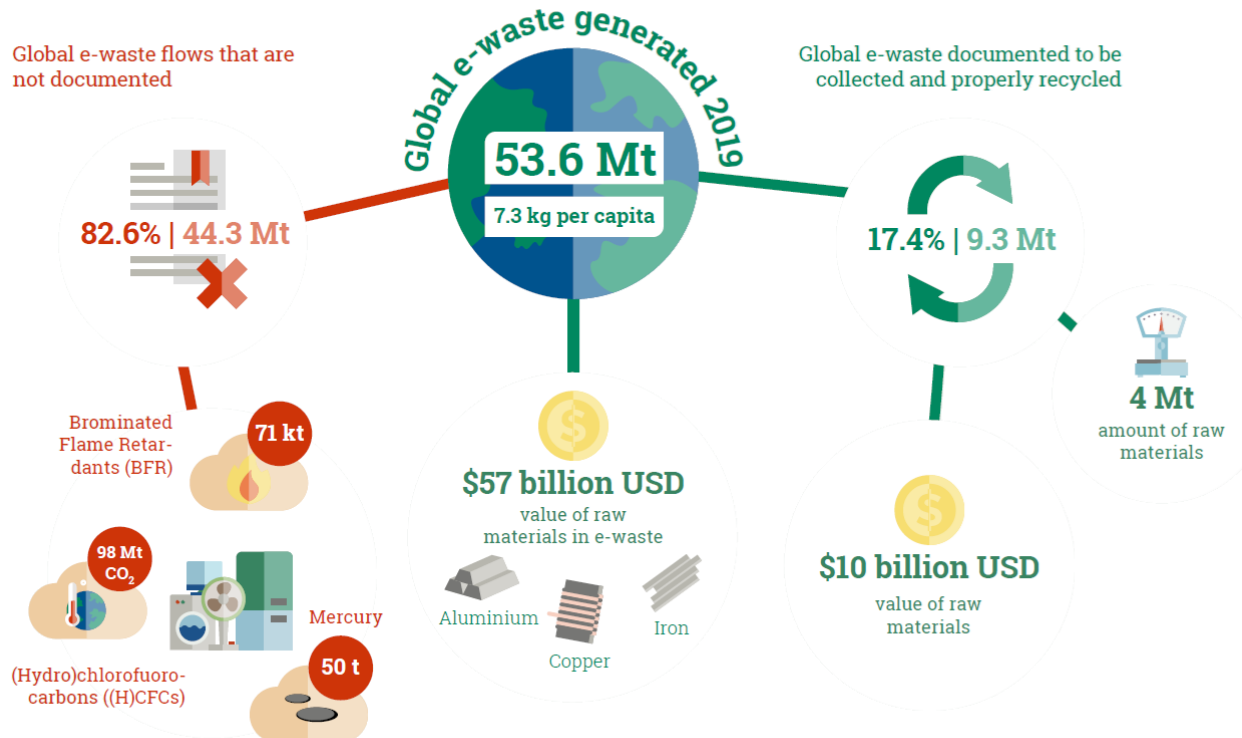 Global e-waste generated 2019
53.6 Mt
7.3 kg per capita
Global e-waste flows that are
not documented
82.6% | 44.3 Mt
Brominated
Flame Retar-
dants (BFR)
71 kt
98 Mt
CO2
(Hydro)chlorofuoro-
carbons ((H)CFCs)
Mercury
50 t
$57 billion USD
value of raw
materials in e-waste
Aluminium
Copper
Iron
Global e-waste documented to be
collected and properly recycled
17.4% | 9.3 Mt
4 Mt
amount of raw
materials
$10 billion USD
value of raw
materials